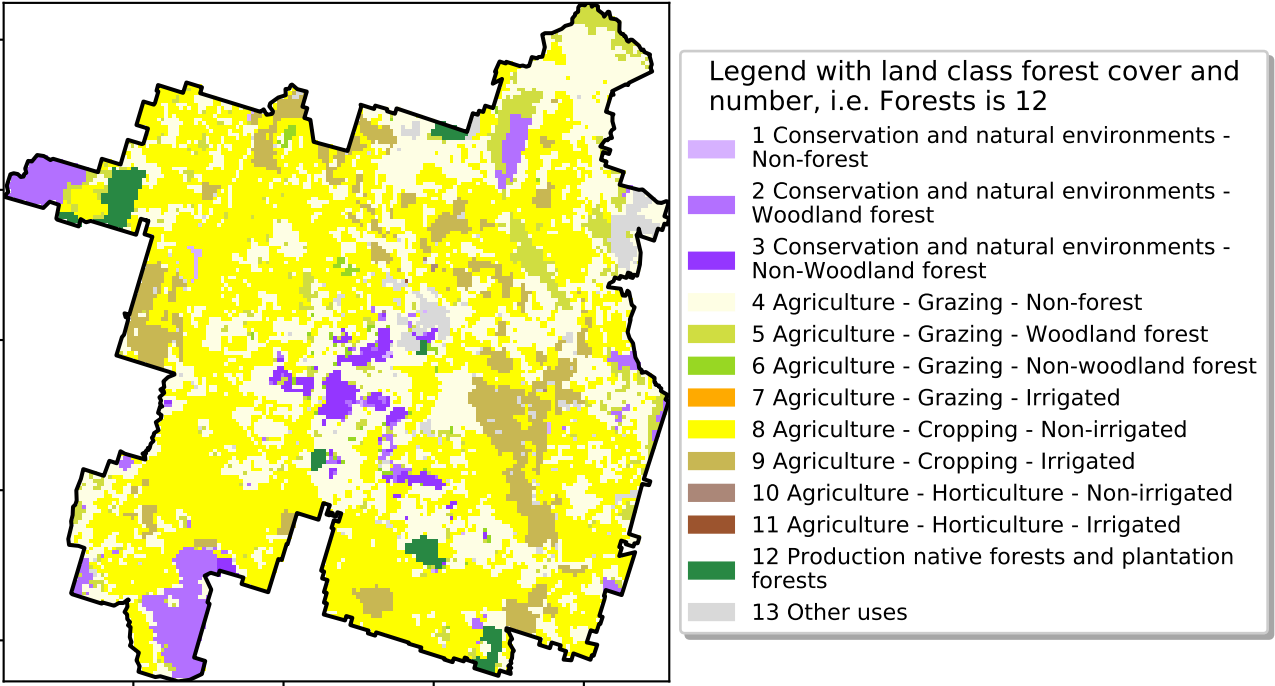 Legend with land class forest cover and
number, i.e. Forests is 12
1 Conservation and natural environments -
Non-forest
2 Conservation and natural environments -
Woodland forest
3 Conservation and natural environments -
Non-Woodland forest
4 Agriculture - Grazing - Non-forest
5 Agriculture - Grazing - Woodland forest
6 Agriculture - Grazing - Non-woodland forest
7 Agriculture - Grazing - Irrigated
8 Agriculture - Cropping - Non-irrigated
9 Agriculture - Cropping - Irrigated
10 Agriculture - Horticulture - Non-irrigated
11 Agriculture - Horticulture - Irrigated
12 Production native forests and plantation
forests
13 Other uses